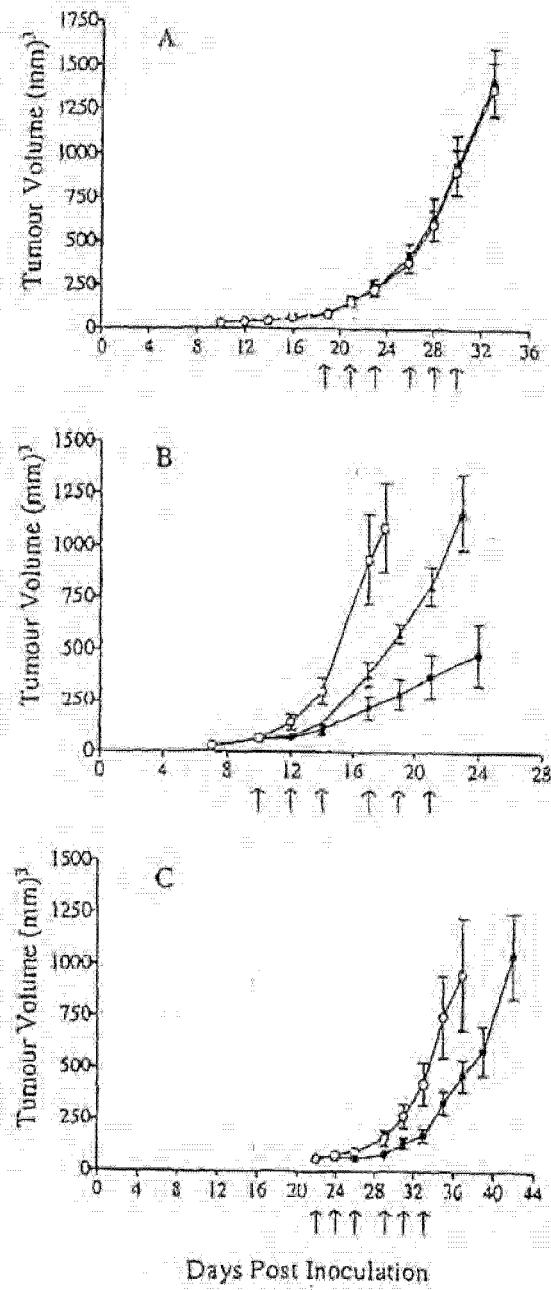 A
Tumour Volume (mm)³
1750
1500
1250
1000
750
500
250
0
0 4 8 12 16 20 24 28 32 36
↑ ↑ ↑ ↑ ↑ ↑
B
Tumour Volume (mm)³
1500
1250
1000
750
500
250
0
0 4 8 12 16 20 24 28
↑ ↑ ↑ ↑ ↑ ↑
C
Tumour Volume (mm)³
1500
1250
1000
750
500
250
0
0 4 8 12 16 20 24 28 32 36 40 44
↑ ↑ ↑ ↑ ↑ ↑
Days Post Inoculation